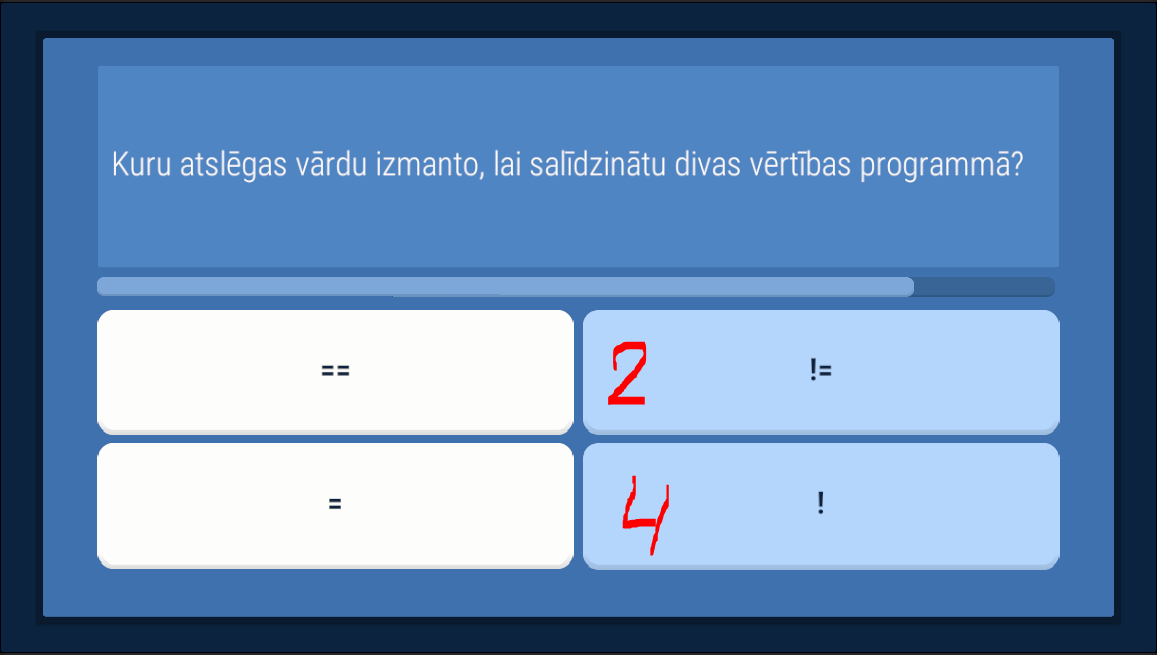 Kuru atslēgas vārdu izmanto, lai salīdzinātu divas vērtības programmā?
==
2 !=
=
4 !